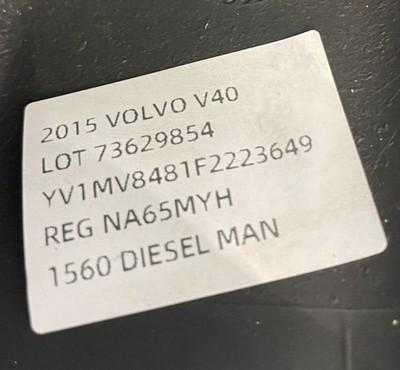 2015 VOLVO V40
LOT 73629854
YV1MV8481F2223649
REG NA65MYH
1560 DIESEL MAN